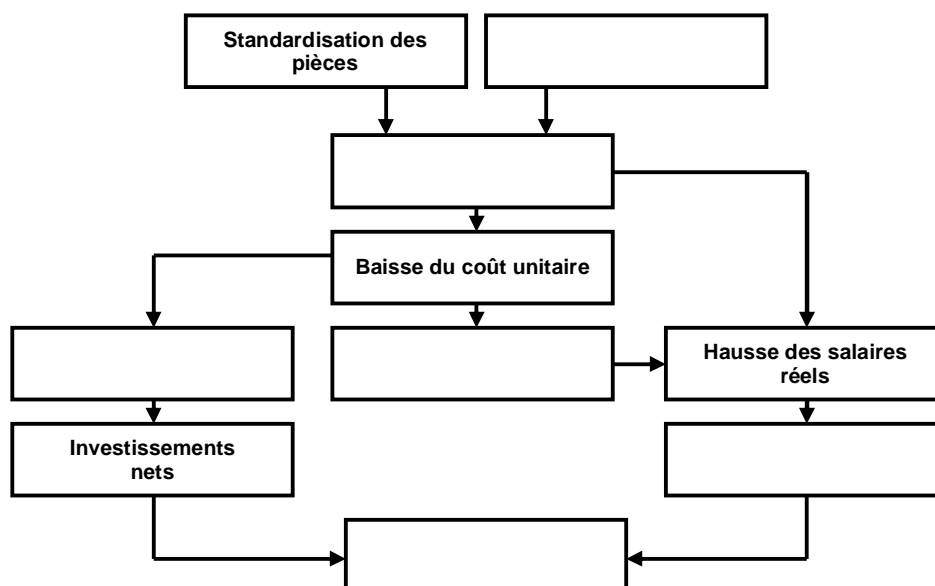 Standardisation des
pièces
Baisse du coût unitaire
Hausse des salaires
réels
Investissements
nets